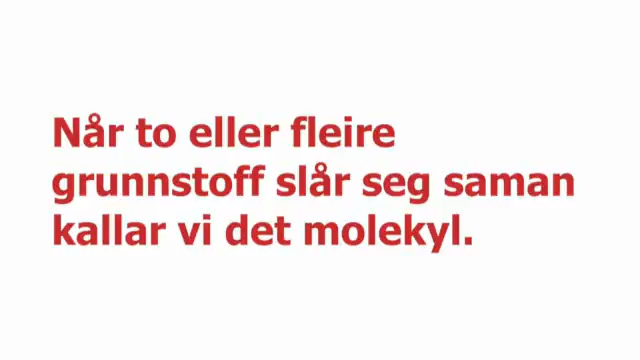 Når to eller fleire
grunnstoff slår seg saman
kallar vi det molekyl.